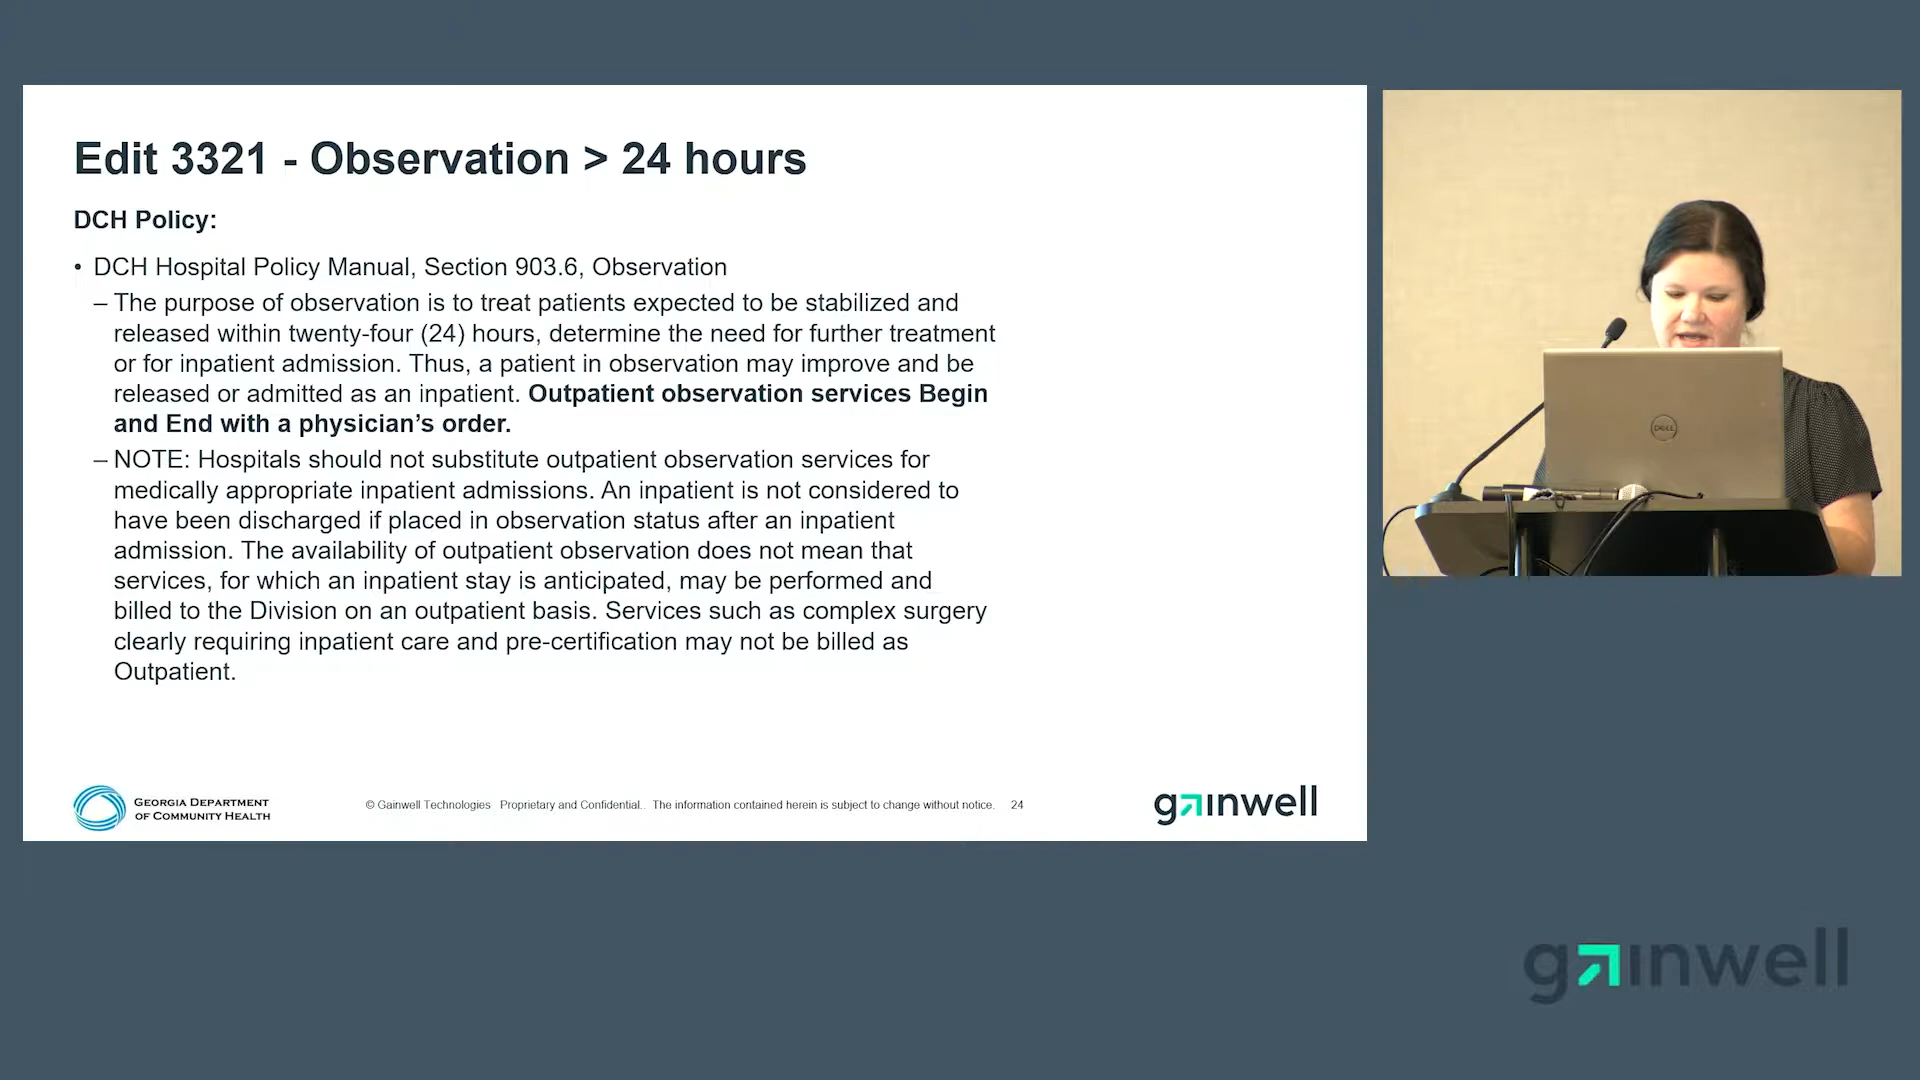 Edit 3321 - Observation > 24 hours
DCH Policy:
• DCH Hospital Policy Manual, Section 903.6, Observation
– The purpose of observation is to treat patients expected to be stabilized and
released within twenty-four (24) hours, determine the need for further treatment
or for inpatient admission. Thus, a patient in observation may improve and be
released or admitted as an inpatient. Outpatient observation services Begin
and End with a physician’s order.
– NOTE: Hospitals should not substitute outpatient observation services for
medically appropriate inpatient admissions. An inpatient is not considered to
have been discharged if placed in observation status after an inpatient
admission. The availability of outpatient observation does not mean that
services, for which an inpatient stay is anticipated, may be performed and
billed to the Division on an outpatient basis. Services such as complex surgery
clearly requiring inpatient care and pre-certification may not be billed as
Outpatient.
GEORGIA DEPARTMENT
OF COMMUNITY HEALTH
© Gainwell Technologies Proprietary and Confidential. The information contained herein is subject to change without notice. 24
gainwell
DELL
gainwell